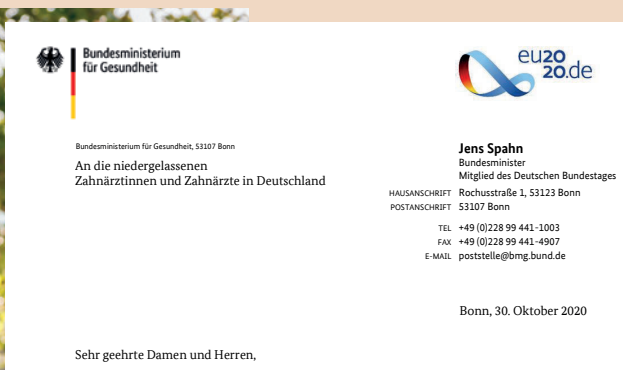 Bundesministerium
für Gesundheit
eu20
20.de
Bundesministerium für Gesundheit, 53107 Bonn
An die niedergelassenen
Zahnärztinnen und Zahnärzte in Deutschland
Jens Spahn
Bundesminister
Mitglied des Deutschen Bundestages
HAUSANSCHRIFT Rochusstraße 1, 53123 Bonn
POSTANSCHRIFT 53107 Bonn
TEL +49 (0)228 99 441-1003
FAX +49 (0)228 99 441-4907
E-MAIL poststelle@bmg.bund.de
Bonn, 30. Oktober 2020
Sehr geehrte Damen und Herren,